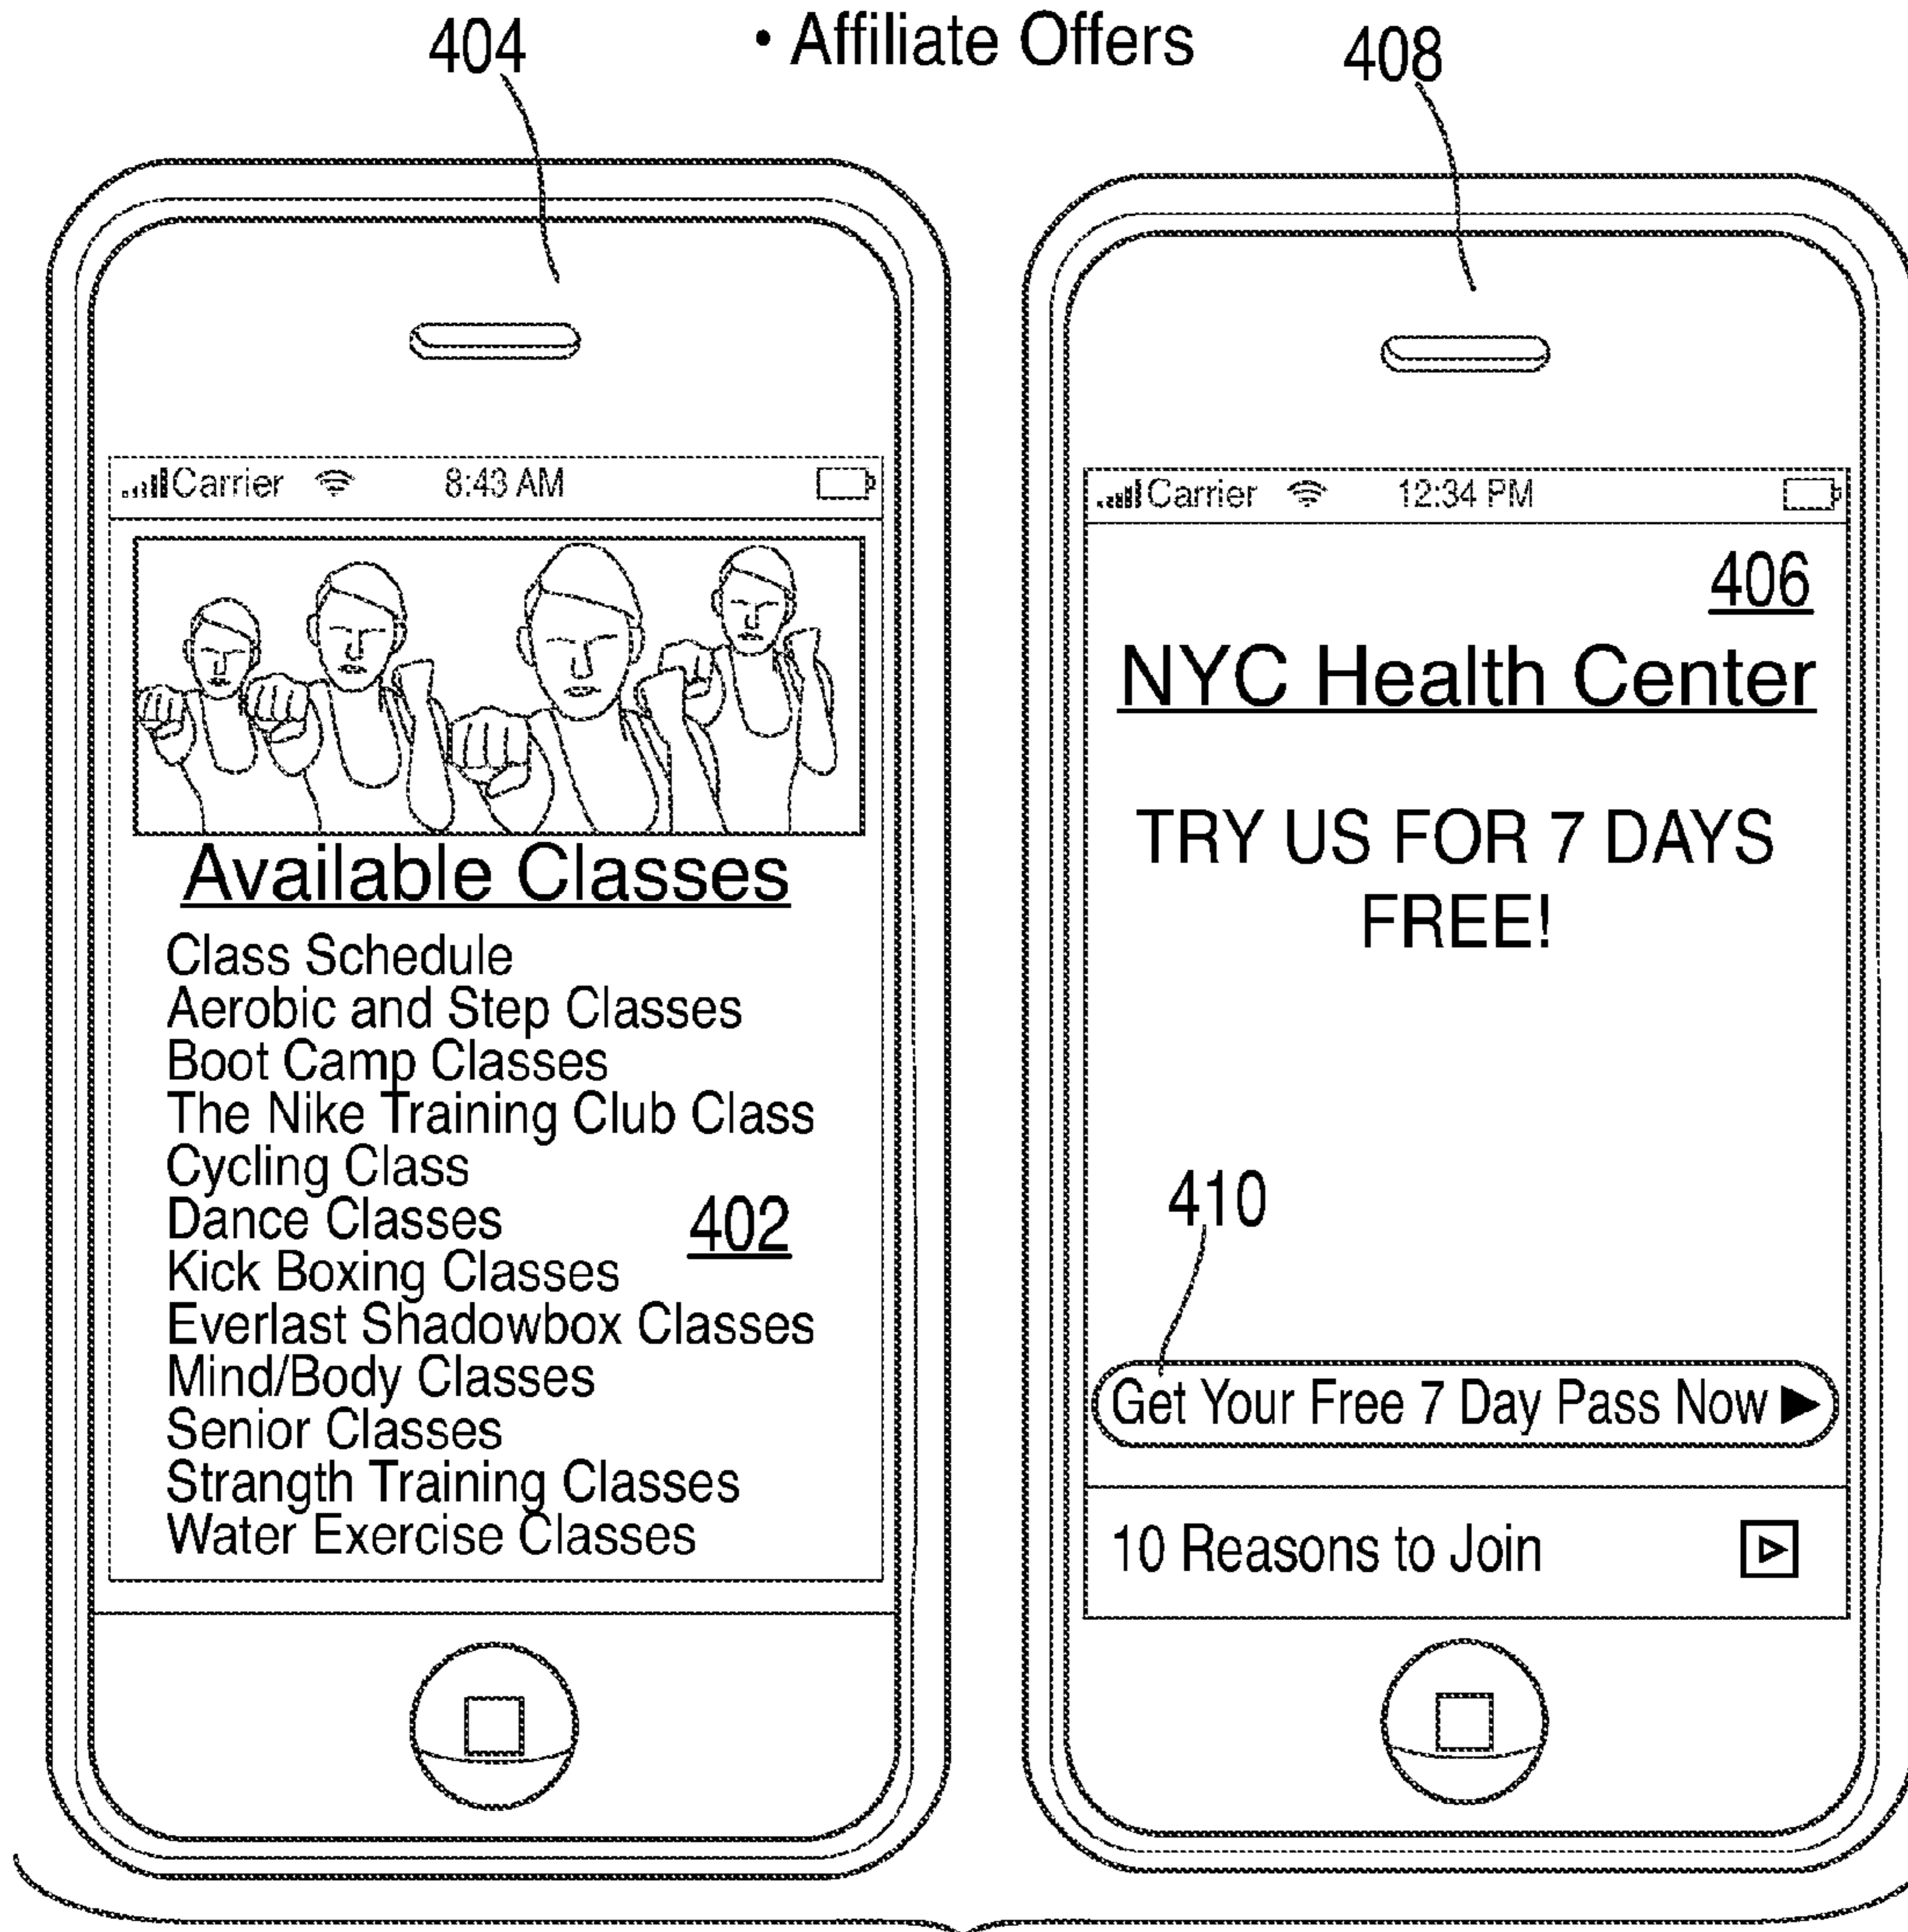 • Affiliate Offers
404
408
Carrier 8:43 AM
Available Classes
Class Schedule
Aerobic and Step Classes
Boot Camp Classes
The Nike Training Club Class
Cycling Class
Dance Classes
402
Kick Boxing Classes
Everlast Shadowbox Classes
Mind/Body Classes
Senior Classes
Strangth Training Classes
Water Exercise Classes
Carrier 12:34 PM
406
NYC Health Center
TRY US FOR 7 DAYS
FREE!
410
Get Your Free 7 Day Pass Now
10 Reasons to Join